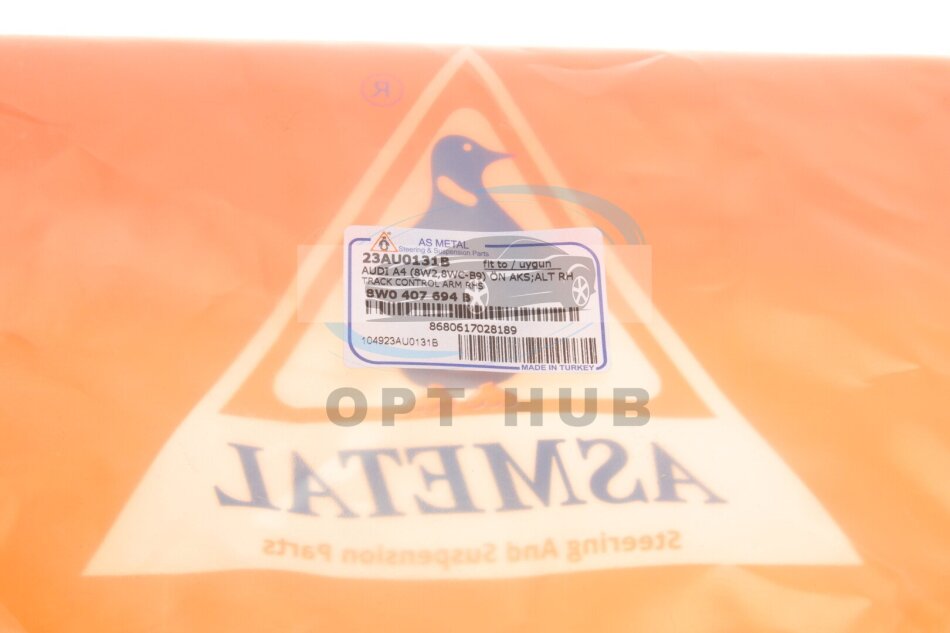 R
AS METAL
Steering & Suspension Parts
23AU0131B fit to / uygun
AUDI A4 (8W2,8WC-B9) ON AKS;ALT RH
TRACK CONTROL ARM RHS
8W0 407 694 B
8680617028189
104923AU0131B
MADE IN TURKEY
OPT HUB
ASMETAL
Steering And Suspension Parts